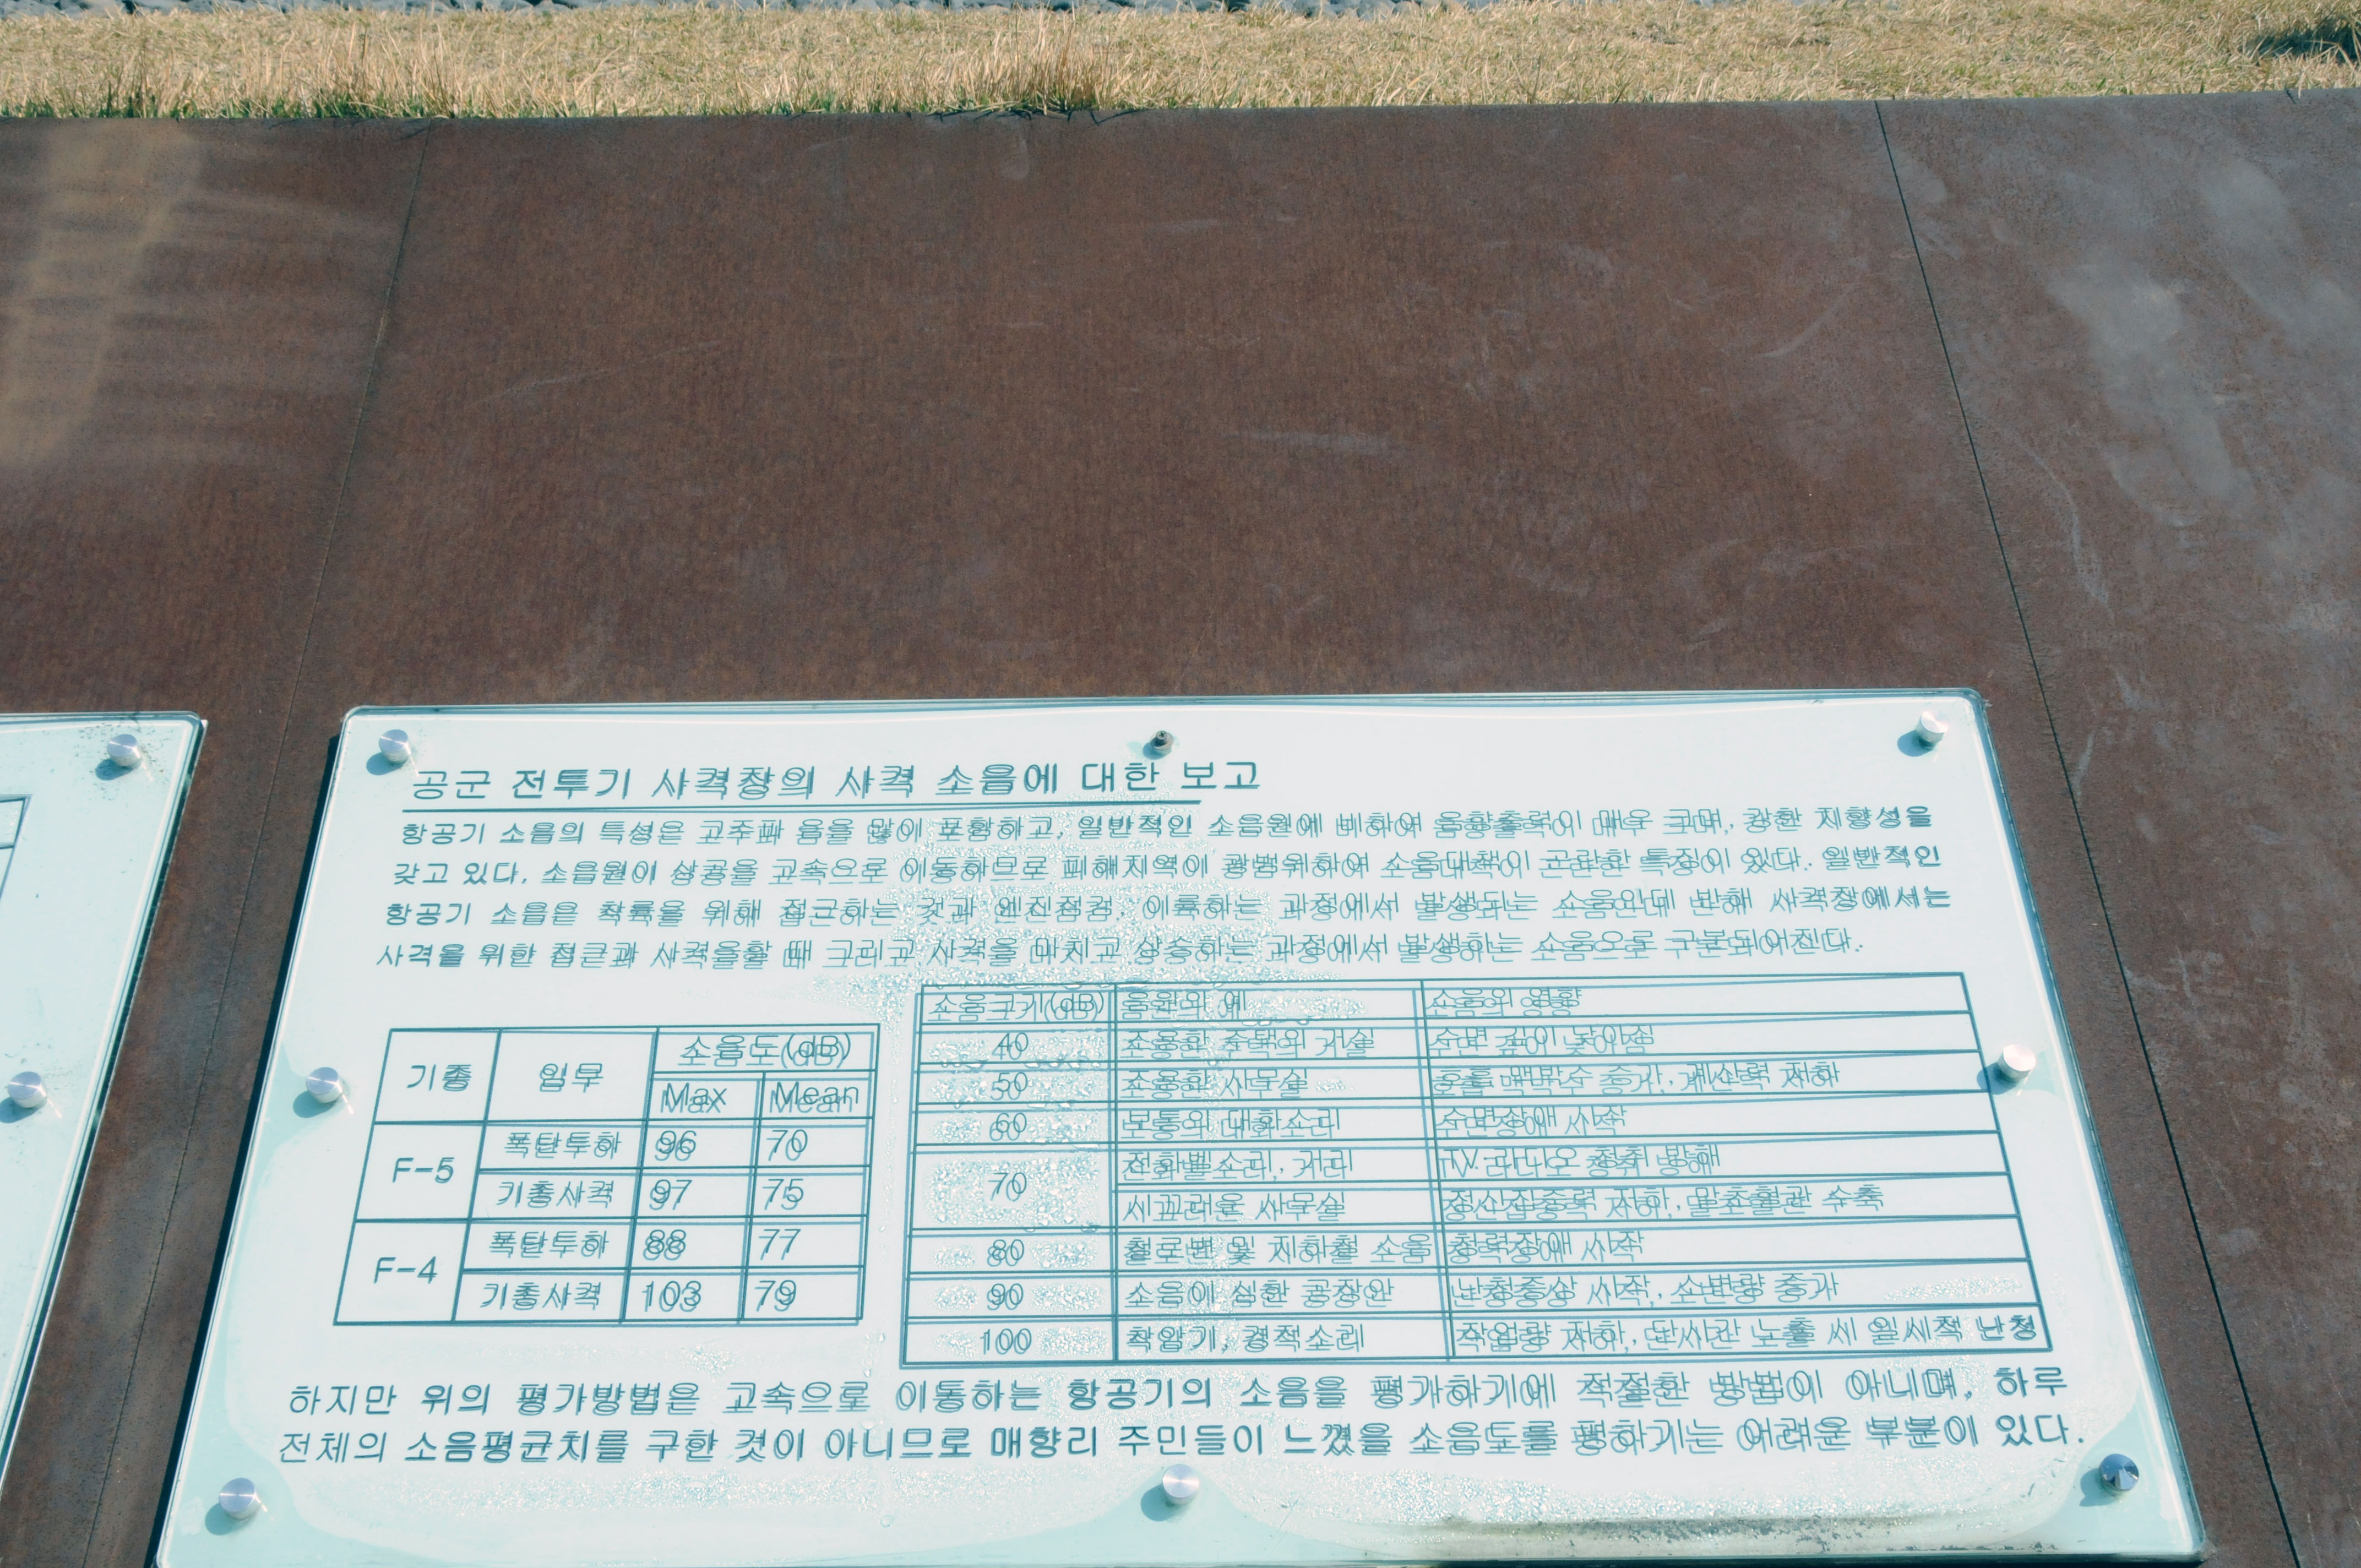 공군 전투기 사격장의 사격 소음에 대한 보고
항공기 소음의 특성은 고주파 음을 많이 포함하고, 일반적인 소음원에 비하여 음향출력이 매우 크며, 강한 지향성을
갖고 있다. 소음원이 상공을 고속으로 이동하므로 피해지역이 광범위하여 소음대책이 곤란한 특징이 있다. 일반적인
항공기 소음은 착륙을 위해 접근하는 것과 엔진점검, 이륙하는 과정에서 발생되는 소음인데 반해 사격장에서는
사격을 위한 접근과 사격을할 때 그리고 사격을 마치고 상승하는 과정에서 발생하는 소음으로 구분되어진다.
기종 임무 소음도(dB)
Max Mean
F-5 폭탄투하 96 70
기총사격 97 75
F-4 폭탄투하 88 77
기총사격 103 79
소음크기(dB) 음원의 예 소음의 영향
40 조용한 주택의 거실 수면 깊이 낮아짐
50 조용한 사무실 호흡 맥박수 증가, 계산력 저하
60 보통의 대화소리 수면장애 시작
70 전화벨소리, 거리 TV·라디오 청취 방해
시끄러운 사무실 정신집중력 저하, 말초혈관 수축
80 철로변 및 지하철 소음 청력장애 시작
90 소음이 심한 공장안 난청증상 시작, 소변량 증가
100 착암기, 경적소리 작업량 저하, 단시간 노출 시 일시적 난청
하지만 위의 평가방법은 고속으로 이동하는 항공기의 소음을 평가하기에 적절한 방법이 아니며, 하루
전체의 소음평균치를 구한 것이 아니므로 매향리 주민들이 느꼈을 소음도를 평하기는 어려운 부분이 있다.